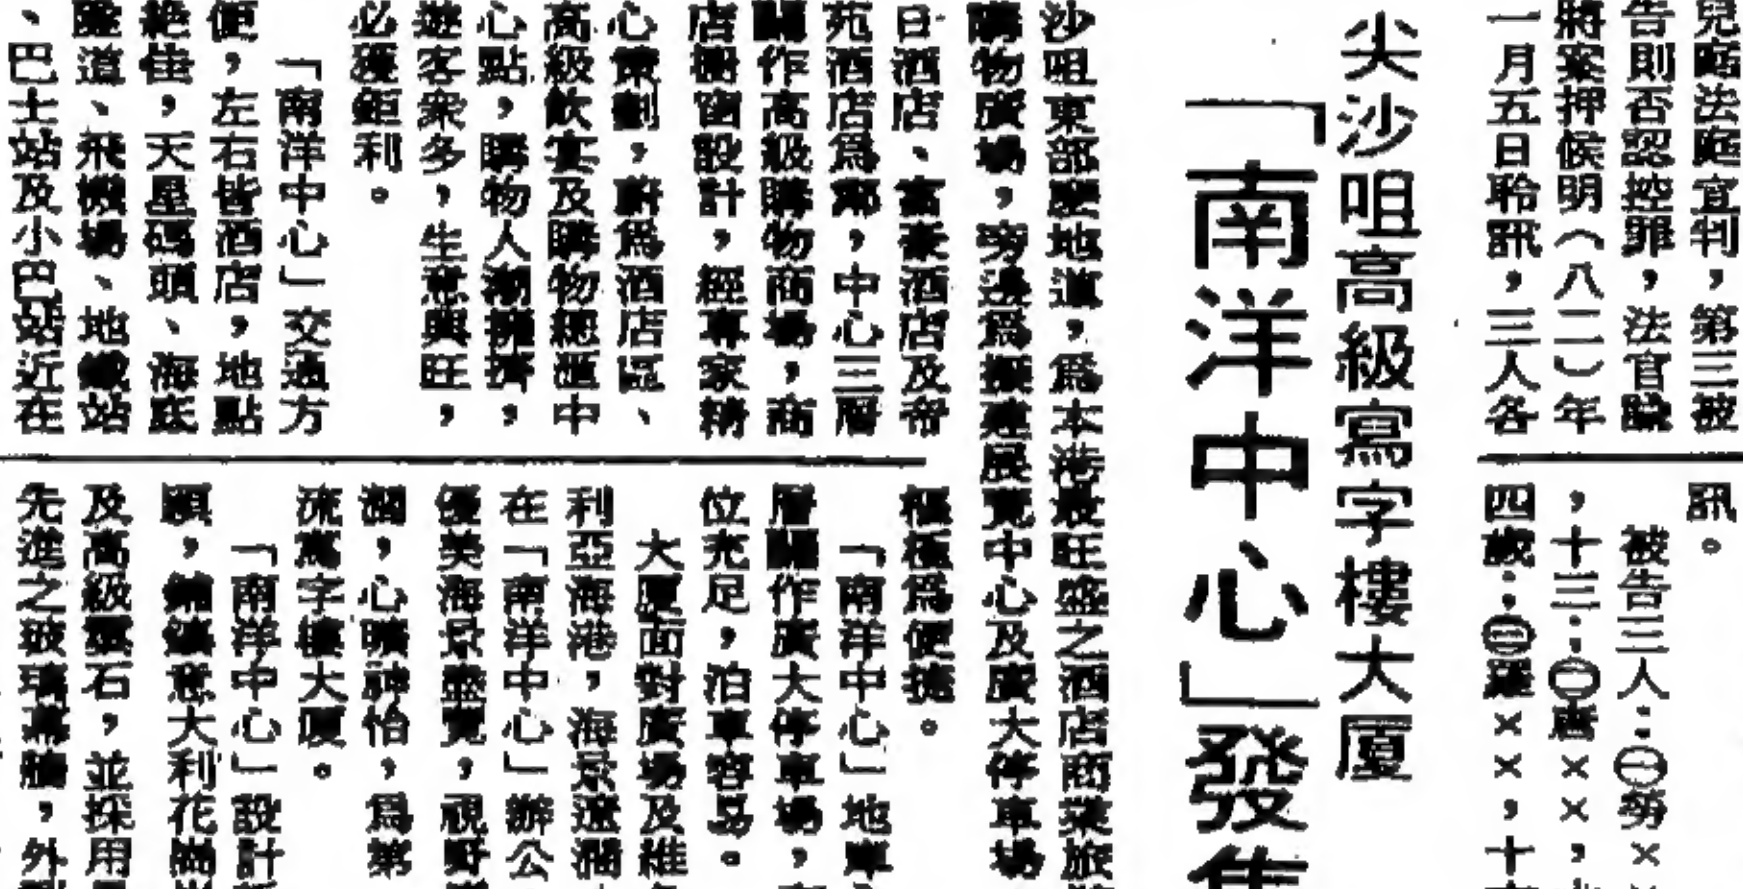 兒庭法庭宣判，第三被
告則否認控罪，法官
將案押候明（八二）年
一月五日聆訊，三人各
訊。
被告三人：㊀勞×
，十三；㊁×
四歲；㊂羅××，十
尖沙咀高級寫字樓大厦
「南洋中心」發售
沙咀東部麽地道，爲本港最旺盛之酒店商業旅
購物廣場，旁邊爲擬建展覽中心及廣大停車場
日酒店、富豪酒店及帝
苑酒店爲鄰，中心三層
闢作高級購物商場，商
店櫥窗設計，經專家精
心策劃，蔚爲酒店區、
高級飲宴及購物總滙中
心點，購物人潮擁擠，
遊客衆多，生意興旺，
必獲鉅利。
「南洋中心」交通方
便，左右皆酒店，地點
絶佳，天星碼頭、海底
隧道、飛機場、地鐵站
、巴士站及小巴站近在
極爲便捷。
「南洋中心」地庫
層闢作廣大停車場，
位充足，泊車容易。
大厦面對廣場及維
利亞海港，海景遼濶
在「南洋中心」辦公
優美海景盡覽，視野
濶，心曠神怡，爲第
流寫字樓大厦。
「南洋中心」設計
穎，舖鑲意大利花崗
及高級雲石，並採用
先進之玻璃幕牆，外